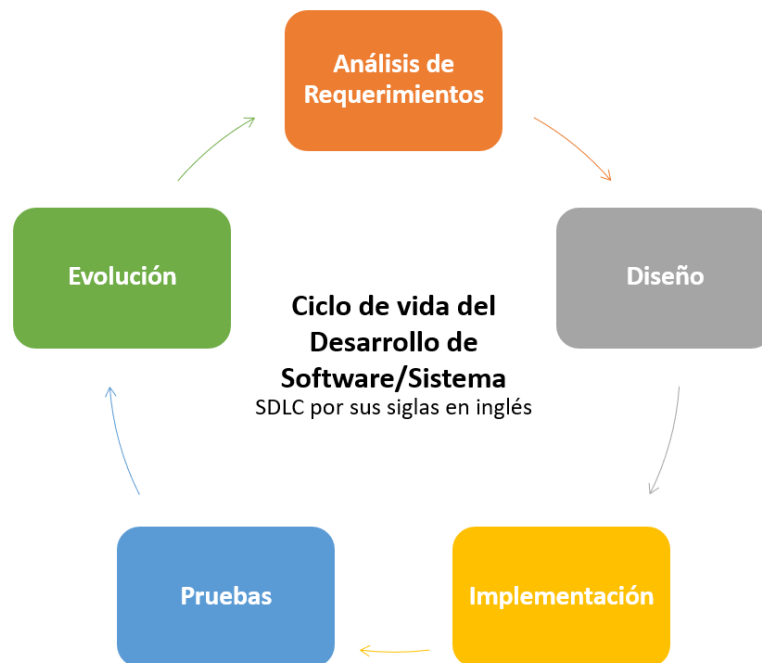 Análisis de
Requerimientos
Evolución
Diseño
Ciclo de vida del
Desarrollo de
Software/Sistema
SDLC por sus siglas en inglés
Pruebas
Implementación